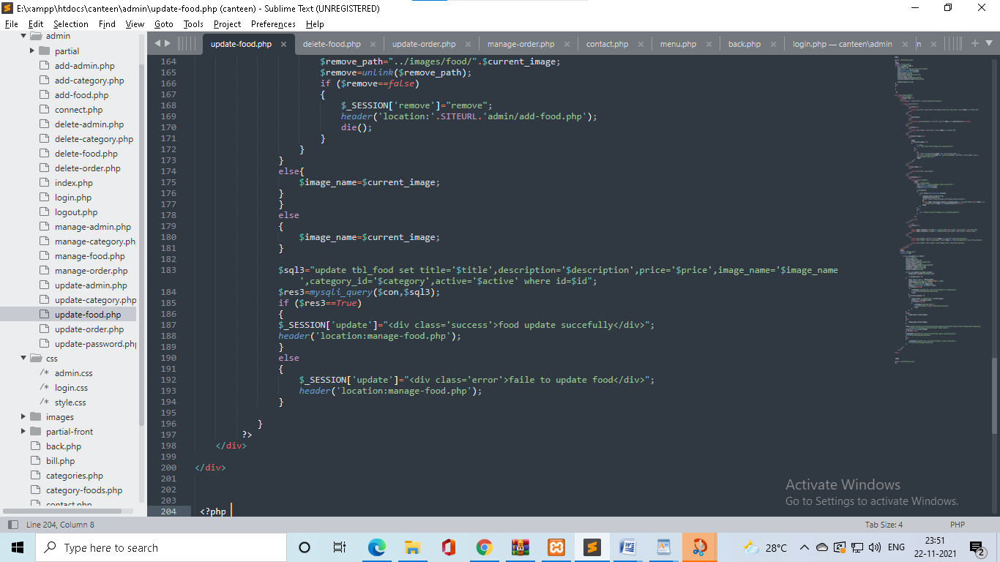 E:\xampp\htdocs\canteen\admin\update-food.php (canteen) - Sublime Text (UNREGISTERED)
File Edit Selection Find View Goto Tools Project Preferences Help
admin
partial
add-admin.php
add-category.php
add-food.php
connect.php
delete-admin.php
delete-category.php
delete-food.php
delete-order.php
index.php
login.php
logout.php
manage-admin.php
manage-category.ph
manage-food.php
manage-order.php
update-admin.php
update-category.php
update-food.php
update-order.php
update-password.php
css
/* admin.css
/* login.css
/* style.css
images
partial-front
back.php
bill.php
categories.php
category-foods.php
contact.php
update-food.php × delete-food.php × update-order.php × manage-order.php × contact.php × menu.php × back.php × login.php — canteen\admin × n ×
164 $remove_path="../images/food/".$current_image;
165 $remove=unlink($remove_path);
166 if ($remove==false)
167 {
168 $_SESSION['remove']="remove";
169 header('location:'.SITEURL.'admin/add-food.php');
170 die();
171 }
172 }
173 }
174 else{
175 $image_name=$current_image;
176 }
177 }
178 else
179 {
180 $image_name=$current_image;
181 }
182
183 $sql3="update tbl_food set title='$title',description='$description',price='$price',image_name='$image_name
',category_id='$category',active='$active' where id=$id";
184 $res3=mysqli_query($con,$sql3);
185 if ($res3==True)
186 {
187 $_SESSION['update']="<div class='success'>food update succefully</div>";
188 header('location:manage-food.php');
189 }
190 else
191 {
192 $_SESSION['update']="<div class='error'>faile to update food</div>";
193 header('location:manage-food.php');
194 }
195
196 }
197 ?>
198 </div>
199
200 </div>
201
202
203
204 <?php
Activate Windows
Go to Settings to activate Windows.
Line 204, Column 8 Tab Size: 4 PHP
Type here to search
28°C ENG 23:51
22-11-2021
2